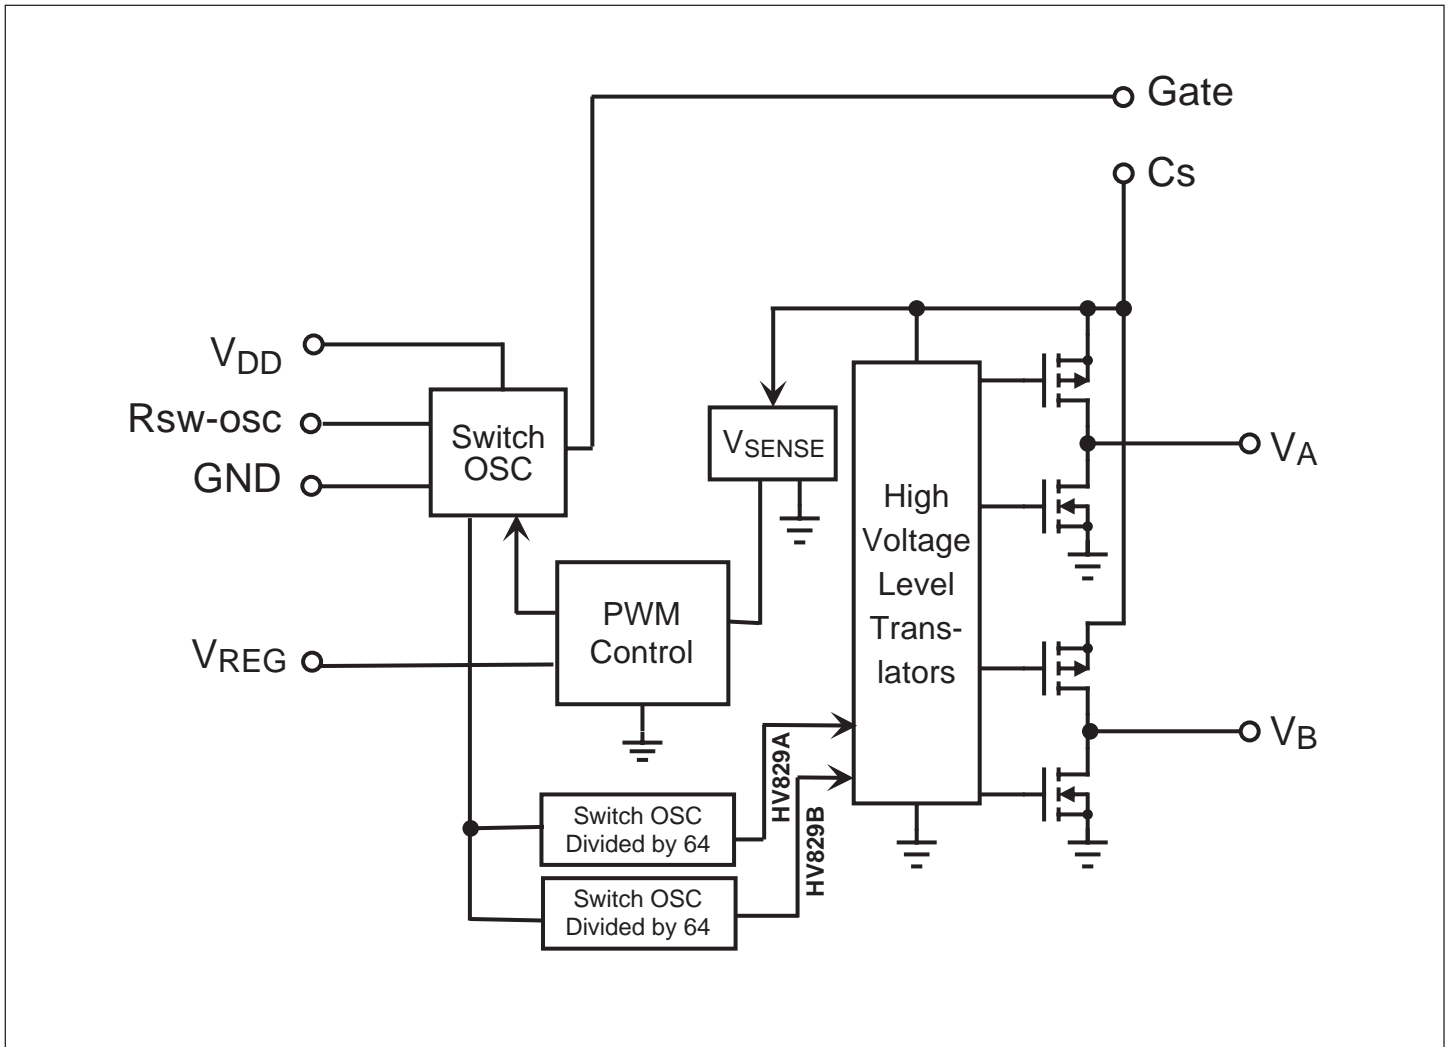 Gate
Cs
VDD
Rsw-osc
GND
Switch
OSC
VSENSE
VA
High
Voltage
Level
Trans-
lators
PWM
Control
VREG
VB
HV829A
HV829B
Switch OSC
Divided by 64
Switch OSC
Divided by 64